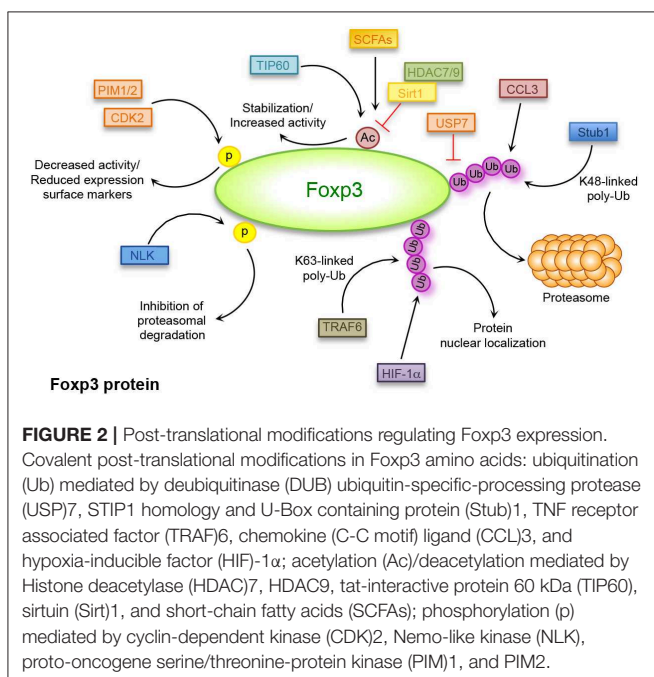 SCFAs
TIP60
HDAC7/9
Sirt1
CCL3
PIM1/2
CDK2
USP7
Stub1
Stabilization/
Increased activity
Ac
p
Decreased activity/
Reduced expression
surface markers
Foxp3
Ub Ub Ub Ub
K48-linked
poly-Ub
p
NLK
Ub
Ub
Ub
Ub
K63-linked
poly-Ub
Proteasome
Inhibition of
proteasomal
degradation
TRAF6
Protein
nuclear localization
HIF-1α
Foxp3 protein
FIGURE 2 | Post-translational modifications regulating Foxp3 expression.
Covalent post-translational modifications in Foxp3 amino acids: ubiquitination
(Ub) mediated by deubiquitinase (DUB) ubiquitin-specific-processing protease
(USP)7, STIP1 homology and U-Box containing protein (Stub)1, TNF receptor
associated factor (TRAF)6, chemokine (C-C motif) ligand (CCL)3, and
hypoxia-inducible factor (HIF)-1α; acetylation (Ac)/deacetylation mediated by
Histone deacetylase (HDAC)7, HDAC9, tat-interactive protein 60 kDa (TIP60),
sirtuin (Sirt)1, and short-chain fatty acids (SCFAs); phosphorylation (p)
mediated by cyclin-dependent kinase (CDK)2, Nemo-like kinase (NLK),
proto-oncogene serine/threonine-protein kinase (PIM)1, and PIM2.